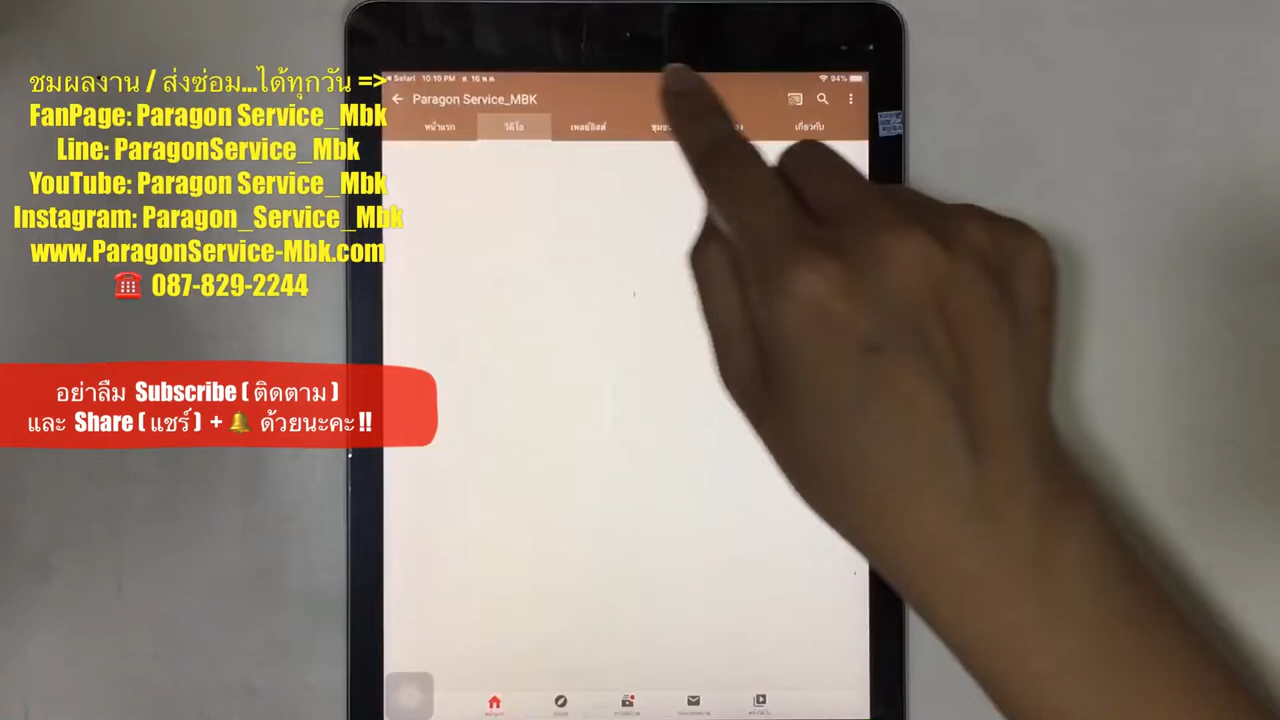 ชมผลงาน / ส่งซ่อม...ได้ทุกวัน =>
FanPage: Paragon Service_Mbk
Line: ParagonService_Mbk
YouTube: Paragon Service_Mbk
Instagram: Paragon_Service_Mbk
www.ParagonService-Mbk.com
☎️ 087-829-2244
อย่าลืม Subscribe ( ติดตาม )
และ Share ( แชร์ ) + 🔔 ด้วยนะคะ !!
Safari 10:10 PM ส. 16 พ.ค. 94%
Paragon Service_MBK
หน้าแรก วิดีโอ เพลย์ลิสต์ เกี่ยวกับ